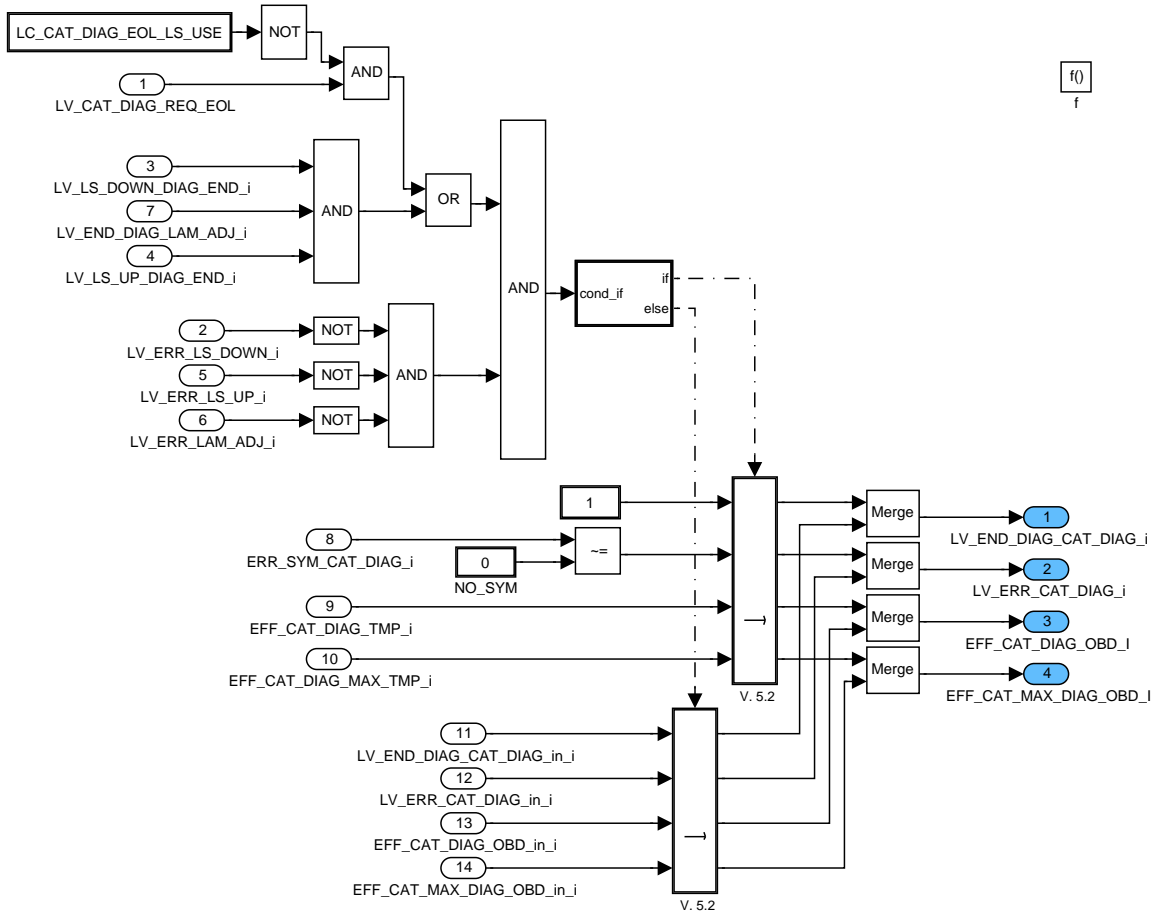 LC_CAT_DIAG_EOL_LS_USE
NOT
AND
1
LV_CAT_DIAG_REQ_EOL
f()
f
3
LV_LS_DOWN_DIAG_END_i
7
LV_END_DIAG_LAM_ADJ_i
4
LV_LS_UP_DIAG_END_i
AND
OR
AND
cond_if
if
else
2
LV_ERR_LS_DOWN_i
5
LV_ERR_LS_UP_i
6
LV_ERR_LAM_ADJ_i
NOT
NOT
NOT
AND
1
8
ERR_SYM_CAT_DIAG_i
0
NO_SYM
~=
9
EFF_CAT_DIAG_TMP_i
10
EFF_CAT_DIAG_MAX_TMP_i
V. 5.2
Merge
Merge
Merge
Merge
1
LV_END_DIAG_CAT_DIAG_i
2
LV_ERR_CAT_DIAG_i
3
EFF_CAT_DIAG_OBD_I
4
EFF_CAT_MAX_DIAG_OBD_I
11
LV_END_DIAG_CAT_DIAG_in_i
12
LV_ERR_CAT_DIAG_in_i
13
EFF_CAT_DIAG_OBD_in_i
14
EFF_CAT_MAX_DIAG_OBD_in_i
V. 5.2